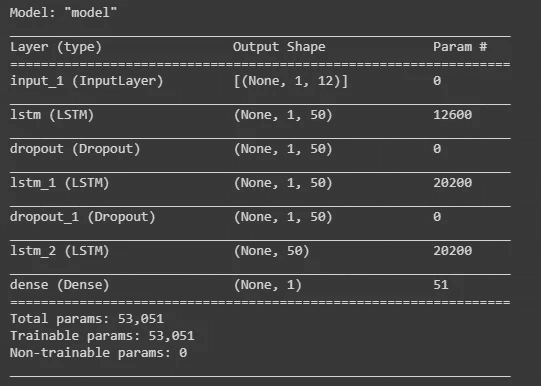 Model: "model"
Layer (type) Output Shape Param #
input_1 (InputLayer) [(None, 1, 12)] 0
lstm (LSTM) (None, 1, 50) 12600
dropout (Dropout) (None, 1, 50) 0
lstm_1 (LSTM) (None, 1, 50) 20200
dropout_1 (Dropout) (None, 1, 50) 0
lstm_2 (LSTM) (None, 50) 20200
dense (Dense) (None, 1) 51
Total params: 53,051
Trainable params: 53,051
Non-trainable params: 0